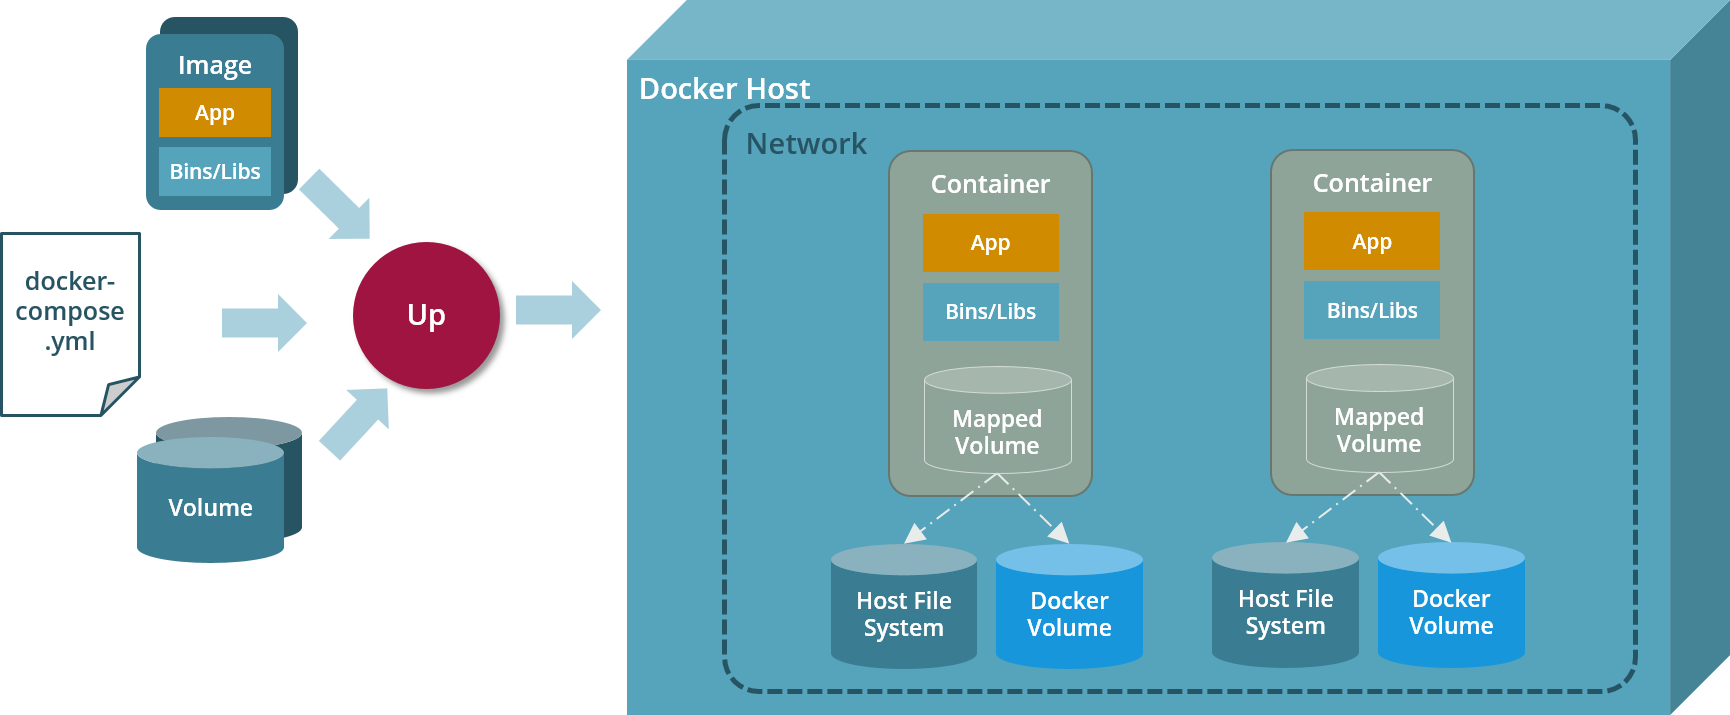 Image
App
Bins/Libs
docker-
compose
.yml
Volume
Up
Docker Host
Network
Container
App
Bins/Libs
Mapped
Volume
Host File
System
Docker
Volume
Container
App
Bins/Libs
Mapped
Volume
Host File
System
Docker
Volume